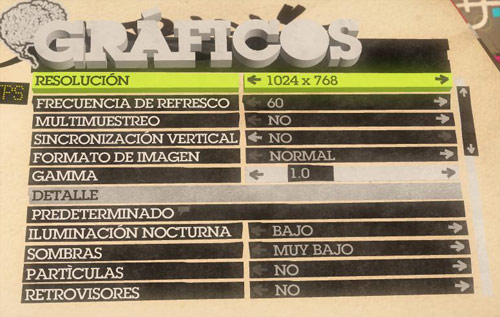 GRÁFICOS
RESOLUCIÓN 1024 x 768
FRECUENCIA DE REFRESCO 60
MULTIMUESTREO NO
SINCRONIZACIÓN VERTICAL NO
FORMATO DE IMAGEN NORMAL
GAMMA 1.0
DETALLE
PREDETERMINADO
ILUMINACIÓN NOCTURNA BAJO
SOMBRAS MUY BAJO
PARTÌCULAS NO
RETROVISORES NO